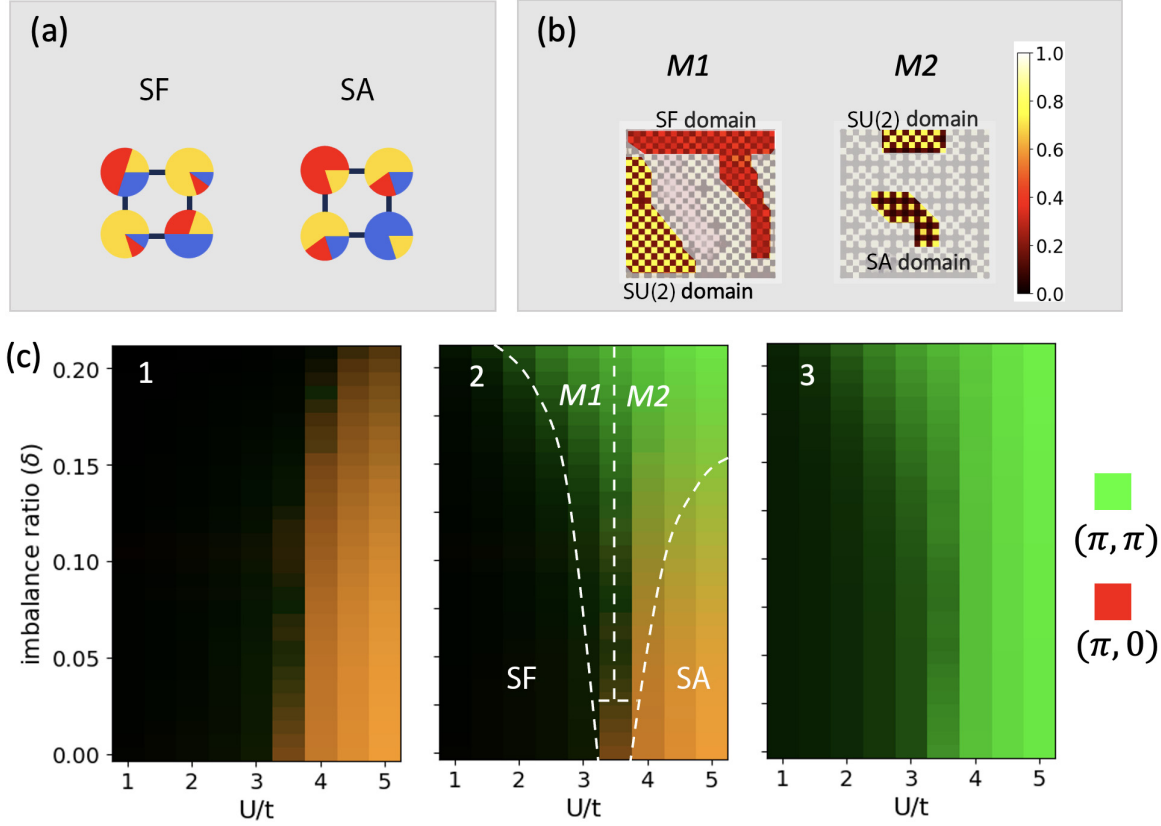 (a)
SF
SA
(b)
M1
M2
SF domain
SU(2) domain
SU(2) domain
SA domain
1.0
0.8
0.6
0.4
0.2
0.0
(c)
imbalance ratio (δ)
0.20
0.15
0.10
0.05
0.00
1
1 2 3 4 5
U/t
2
M1
M2
SF
SA
1 2 3 4 5
U/t
3
1 2 3 4 5
U/t
(π, π)
(π, 0)